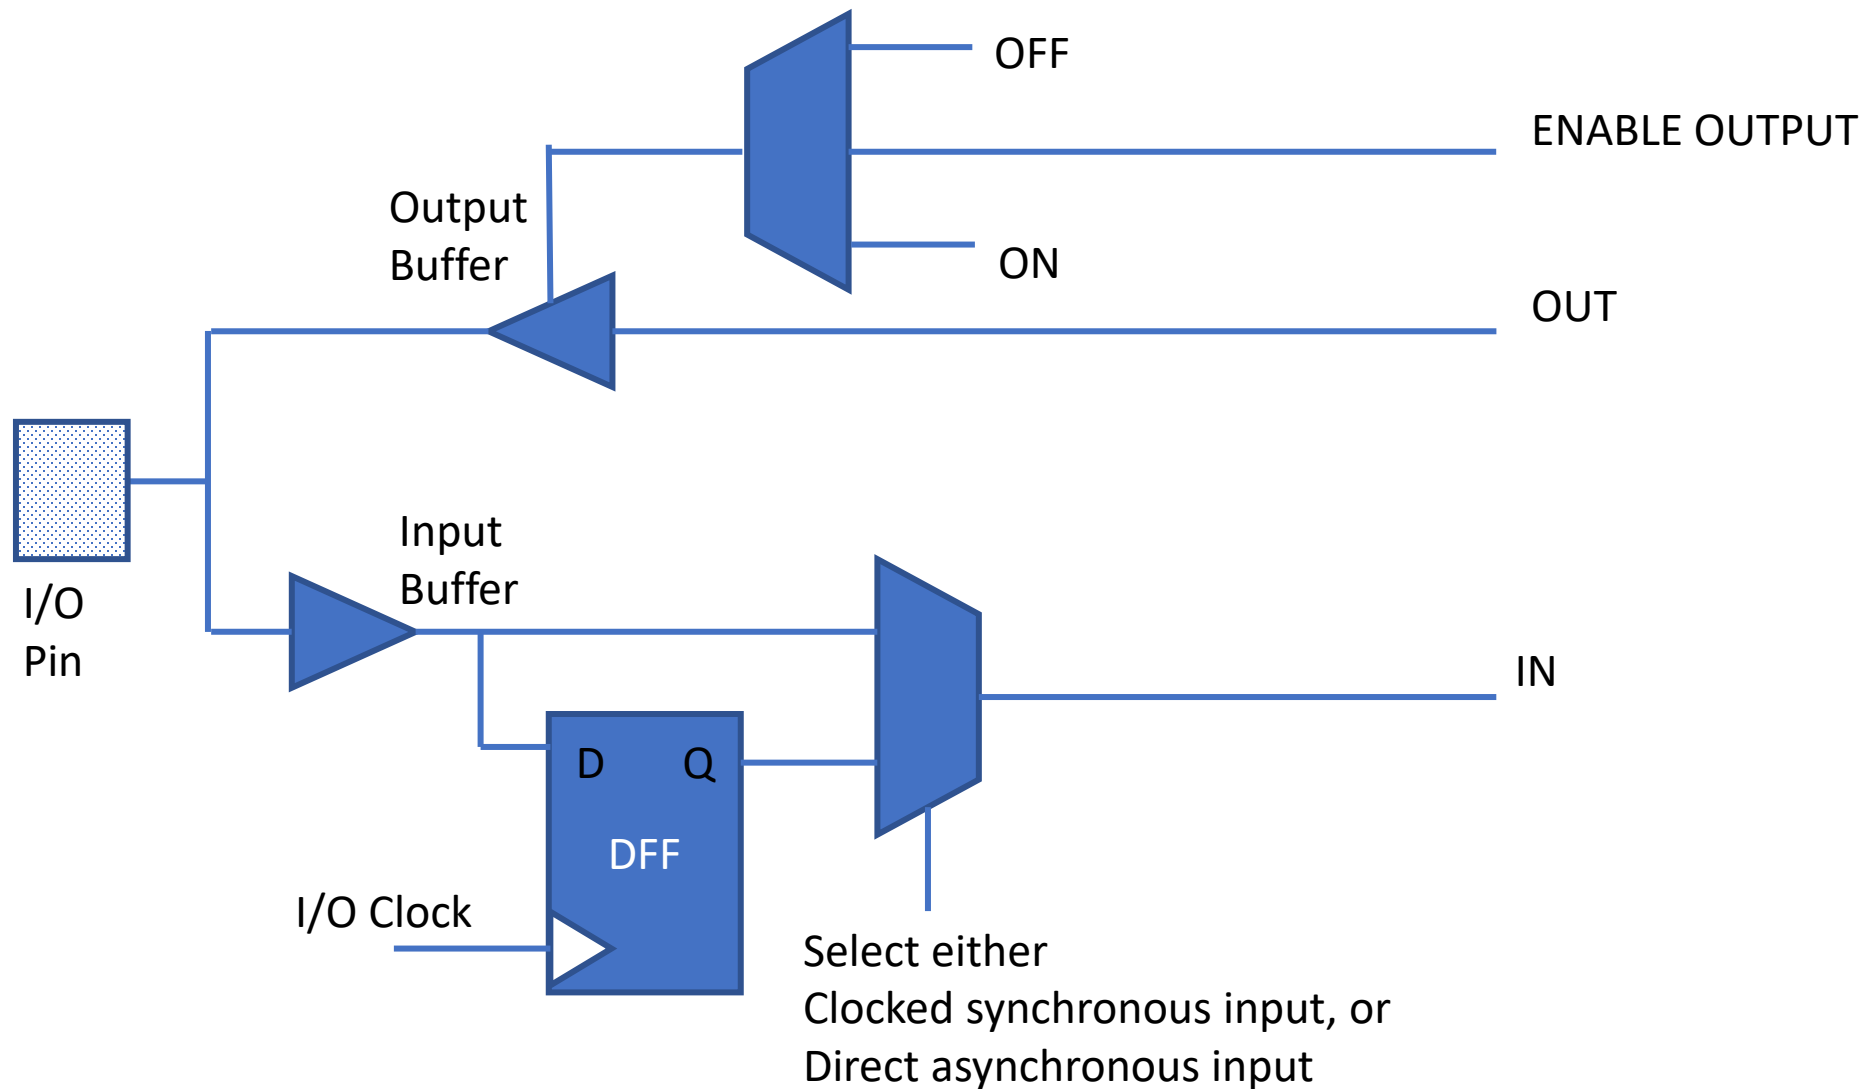 OFF
ENABLE OUTPUT
Output
Buffer
ON
OUT
Input
Buffer
I/O
Pin
IN
D Q
DFF
I/O Clock
Select either
Clocked synchronous input, or
Direct asynchronous input